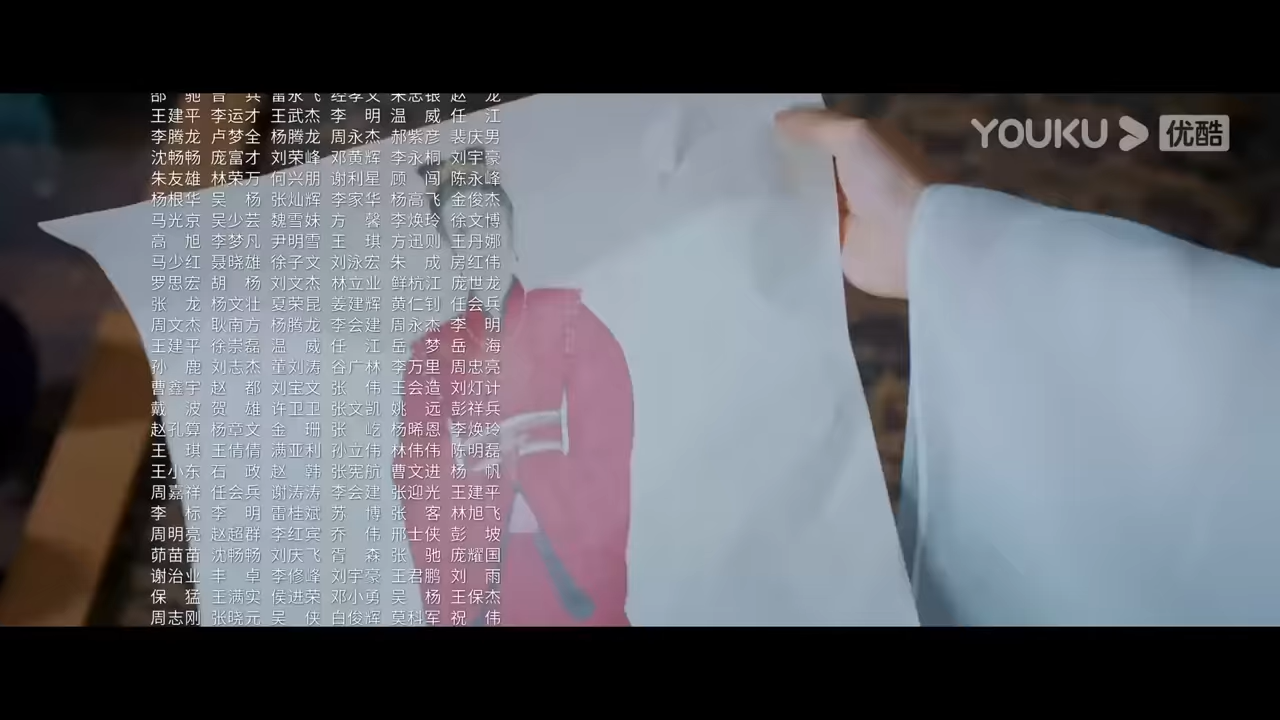 YOUKU 优酷
王建平 李运才 王武杰 李 明 温 威 任 江
李腾龙 卢梦全 杨腾龙 周永杰 郝紫彦 裴庆男
沈畅畅 庞富才 刘荣峰 邓黄辉 李永桐 刘宇豪
朱友雄 林荣万 何兴朋 谢利星 顾 闯 陈永峰
杨根华 吴 杨 张灿辉 李家华 杨高飞 金俊杰
马光京 吴少芸 魏雪妹 方 馨 李焕玲 徐文博
高 旭 李梦凡 尹明雪 王 琪 方迅则 王丹娜
马少红 聂晓雄 徐子文 刘泳宏 朱 成 房红伟
罗思宏 胡 杨 刘文杰 林立业 鲜杭江 庞世龙
张 龙 杨文壮 夏荣昆 姜建辉 黄仁钊 任会兵
周文杰 耿南方 杨腾龙 李会建 周永杰 李 明
王建平 徐崇磊 温 威 任 江 岳 梦 岳 海
孙 鹿 刘志杰 董刘涛 谷广林 李万里 周忠亮
曹鑫宇 赵 都 刘宝文 张 伟 王会造 刘灯计
戴 波 贺 雄 许卫卫 张文凯 姚 远 彭祥兵
赵孔算 杨章文 金 珊 张 屹 杨晞恩 李焕玲
王 琪 王倩倩 满亚利 孙立伟 林伟伟 陈明磊
王小东 石 政 赵 韩 张宪航 曹文进 杨 帆
周嘉祥 任会兵 谢涛涛 李会建 张迎光 王建平
李 标 李 明 雷桂斌 苏 博 张 客 林旭飞
周明亮 赵超群 李红宾 乔 伟 邢士侠 彭 坡
茆苗苗 沈畅畅 刘庆飞 胥 森 张 驰 庞耀国
谢治业 丰 卓 李修峰 刘宇豪 王君鹏 刘 雨
保 猛 王满实 侯进荣 邓小勇 吴 杨 王保杰
周志刚 张晓元 吴 侠 白俊辉 莫科军 祝 伟